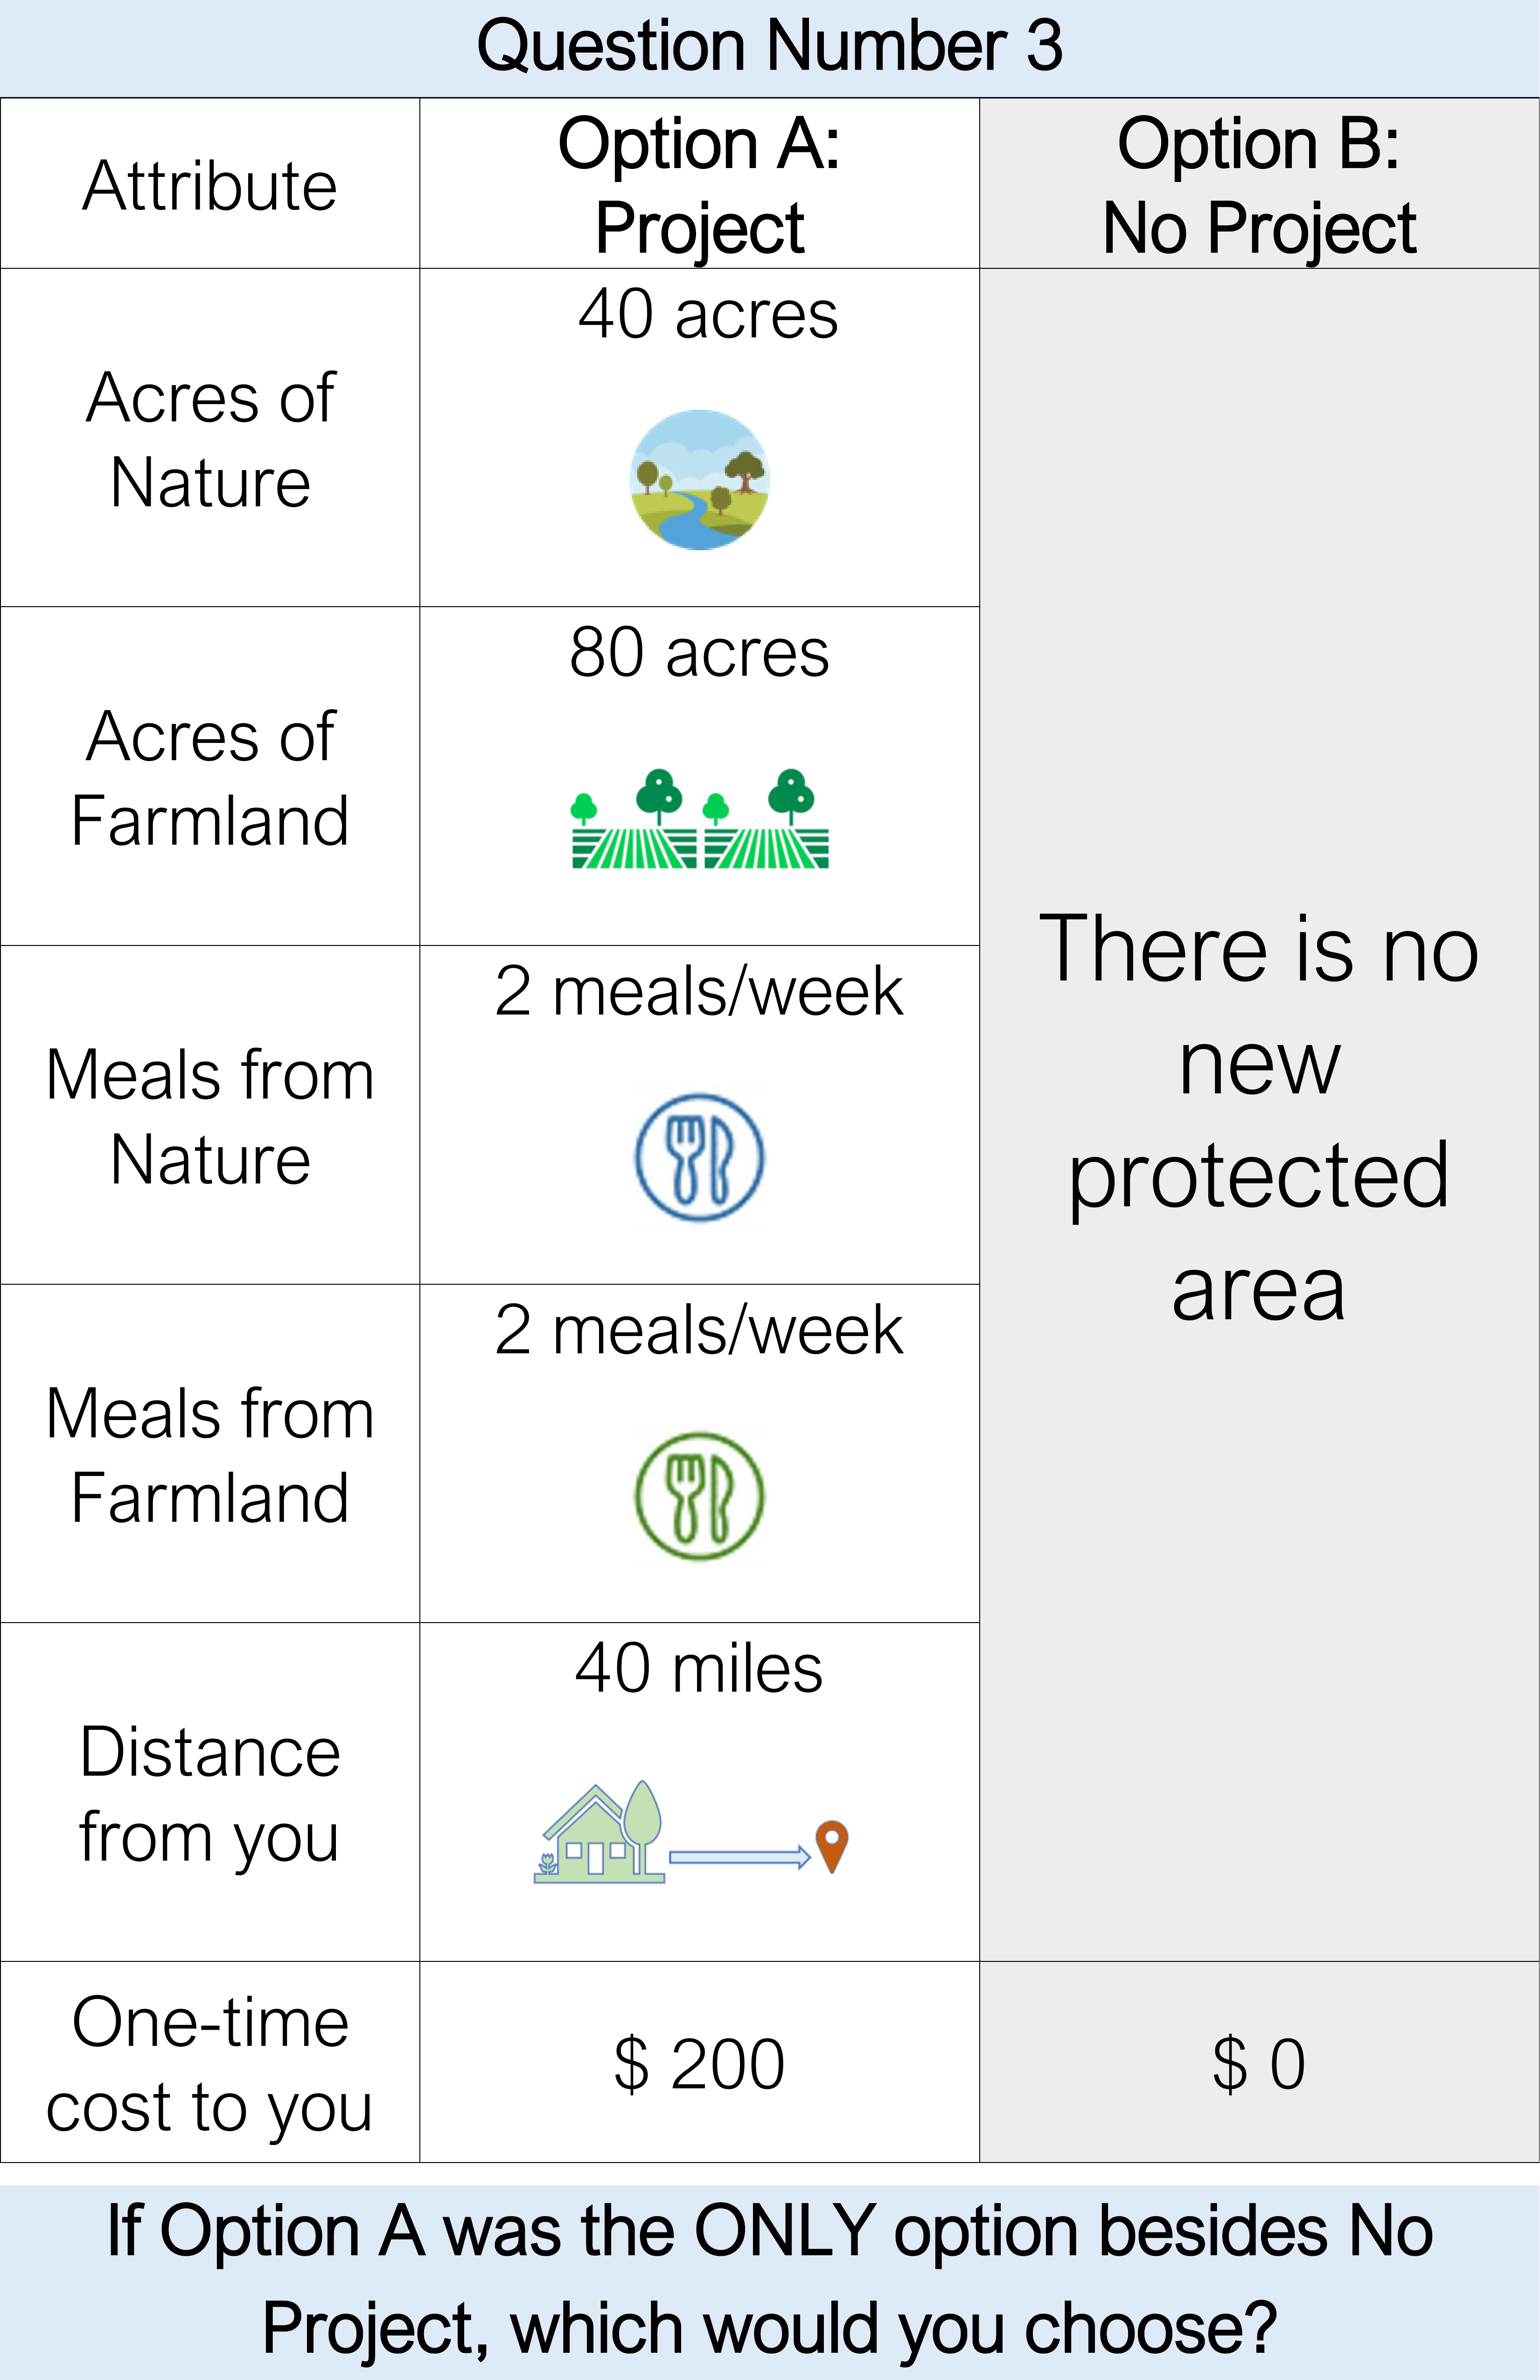 Question Number 3
Attribute
Option A:
Project
Option B:
No Project
Acres of
Nature
40 acres
Acres of
Farmland
80 acres
Meals from
Nature
2 meals/week
Meals from
Farmland
2 meals/week
Distance
from you
40 miles
There is no
new
protected
area
One-time
cost to you
$ 200
$ 0
If Option A was the ONLY option besides No
Project, which would you choose?